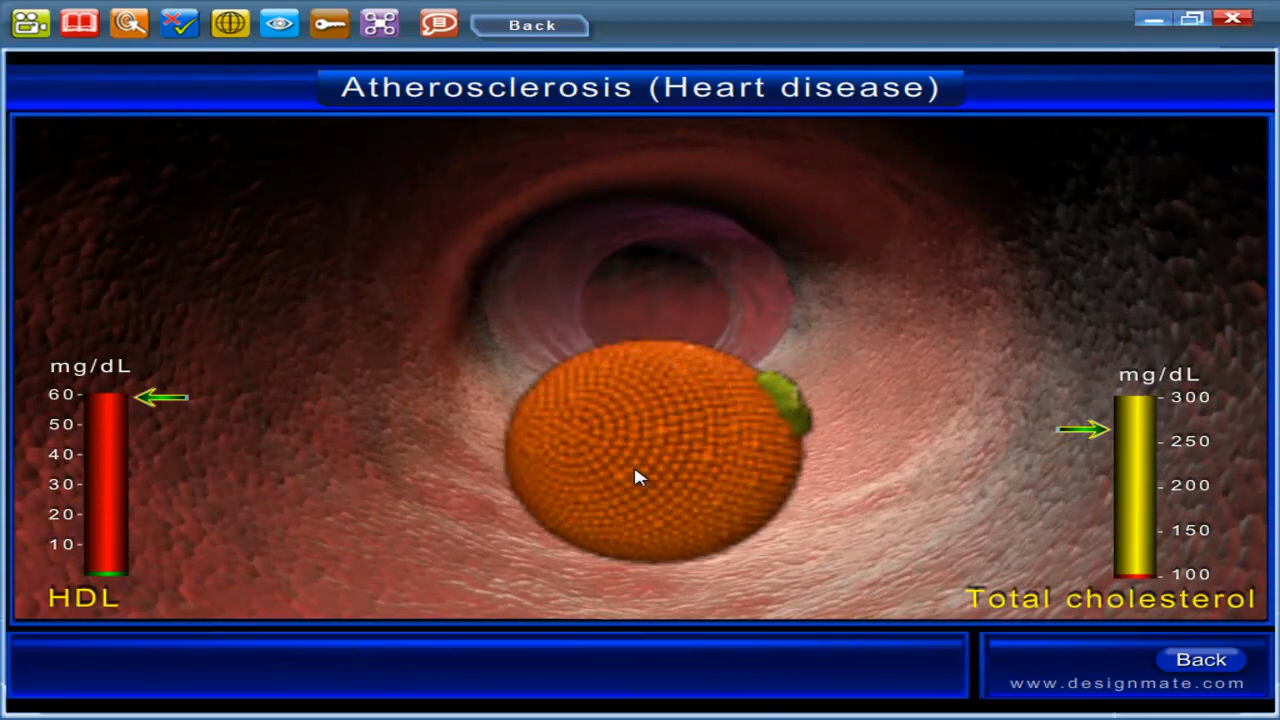 Back
Atherosclerosis (Heart disease)
mg/dL
60-
50-
40-
30-
20-
10-
HDL
mg/dL
- 300
- 250
- 200
- 150
- 100
Total cholesterol
Back
www.designmate.com